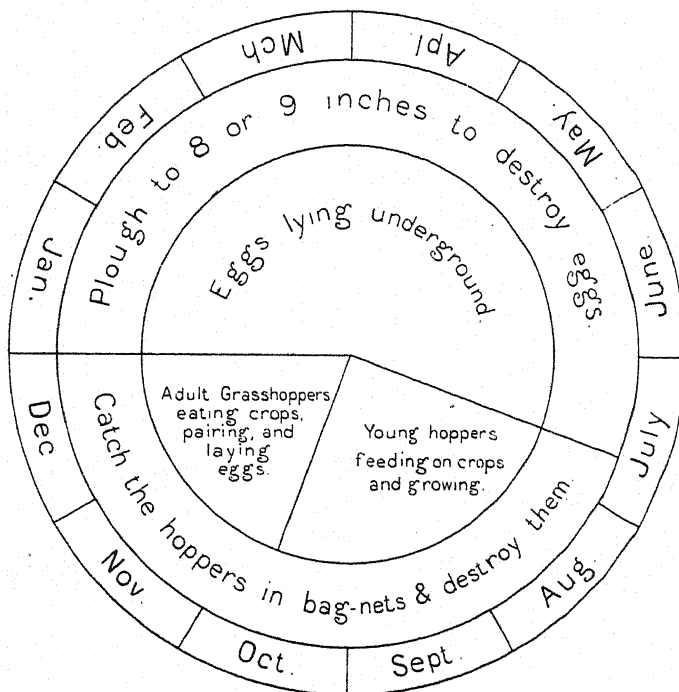 Jan.
Feb.
Mch
Apl
May
June
July
Aug.
Sept.
Oct.
Nov.
Dec
Plough to 8 or 9 inches to destroy eggs.
Eggs lying underground.
Adult Grasshoppers
eating crops,
pairing, and
laying
eggs.
Young hoppers
feeding on crops
and growing.
Catch the hoppers in bag-nets & destroy them.